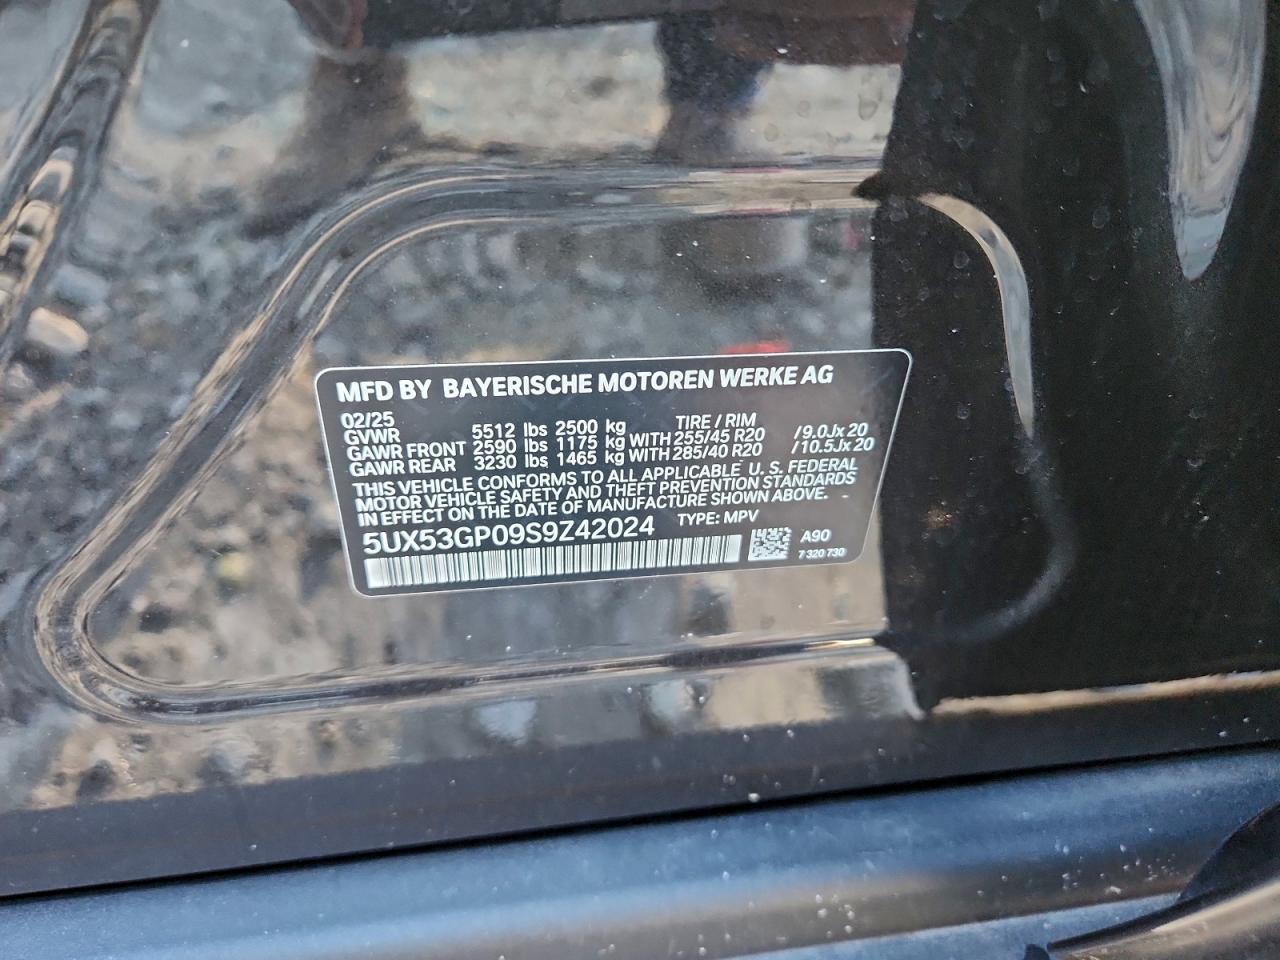 MFD BY BAYERISCHE MOTOREN WERKE AG
02/25 TIRE / RIM
GVWR 5512 lbs 2500 kg
GAWR FRONT 2590 lbs 1175 kg WITH 255/45 R20 /9.0Jx20
GAWR REAR 3230 lbs 1465 kg WITH 285/40 R20 /10.5Jx20
THIS VEHICLE CONFORMS TO ALL APPLICABLE U. S. FEDERAL
MOTOR VEHICLE SAFETY AND THEFT PREVENTION STANDARDS
IN EFFECT ON THE DATE OF MANUFACTURE SHOWN ABOVE.
5UX53GP09S9Z42024 TYPE: MPV
A90
7 320 730